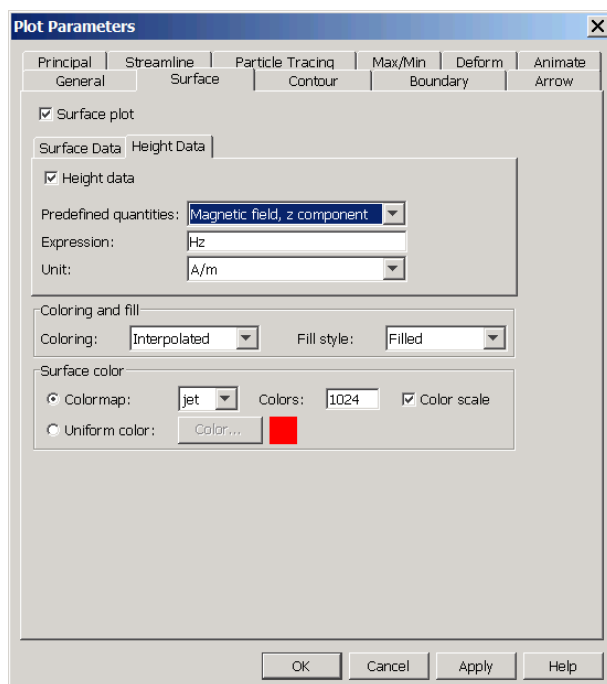 Plot Parameters
Principal Streamline Particle Tracing Max/Min Deform Animate
General Surface Contour Boundary Arrow
Surface plot
Surface Data Height Data
Height data
Predefined quantities: Magnetic field, z component
Expression: Hz
Unit: A/m
Coloring and fill
Coloring: Interpolated Fill style: Filled
Surface color
Colormap: jet Colors: 1024 Color scale
Uniform color: Color...
OK Cancel Apply Help